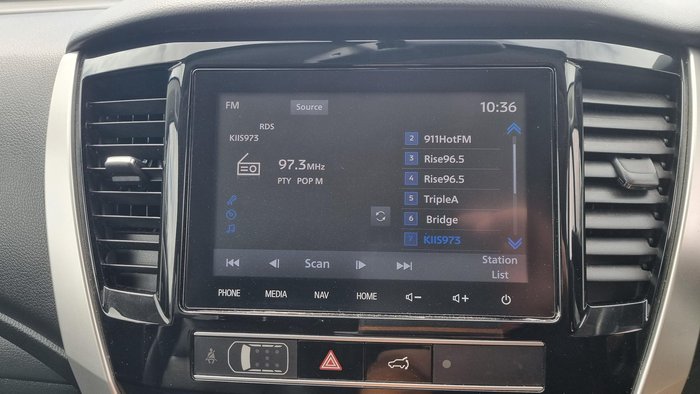 FM Source 10:36
RDS
KIIS973
97.3MHz
PTY POP M
2 911HotFM
3 Rise96.5
4 Rise96.5
5 TripleA
6 Bridge
7 KIIS973
Scan
Station
List
PHONE MEDIA NAV HOME